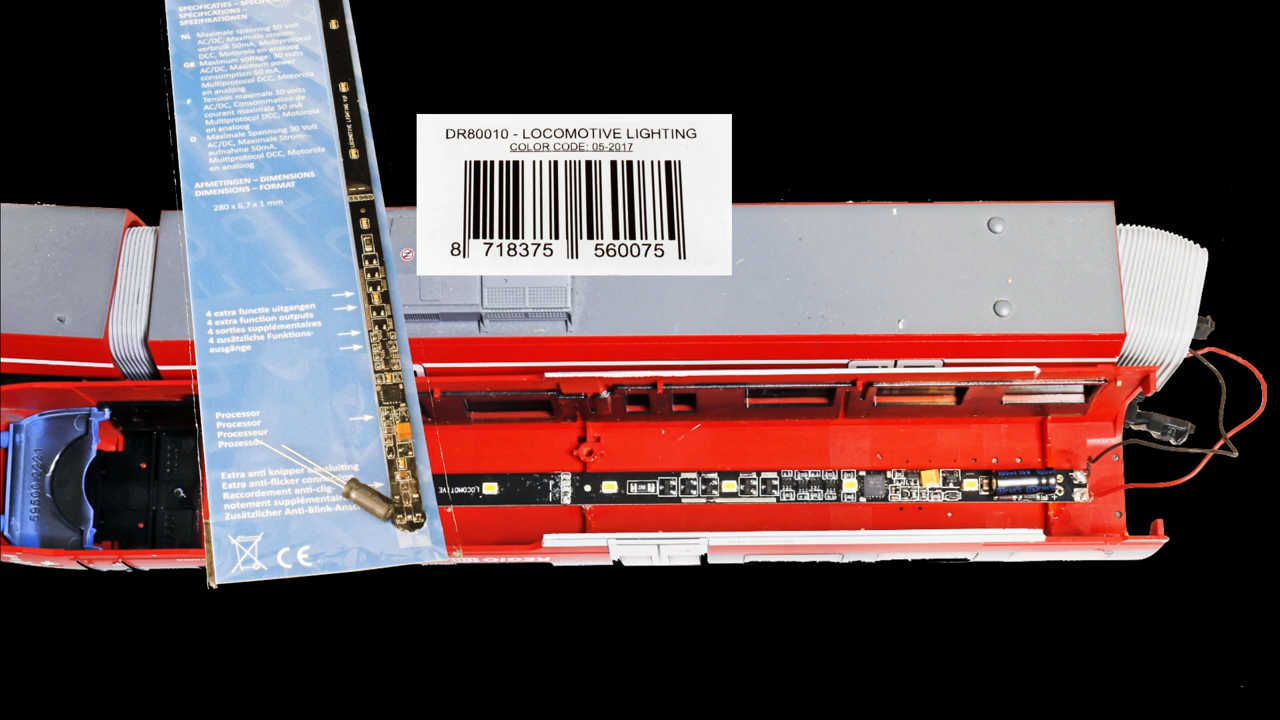 SPECIFICATIES – SPECIFICATIONS
SPÉCIFICATIONS –
SPEZIFIKATIONEN
NL Maximale spanning 30 Volt
AC/DC, Maximale stroom-
verbruik 50mA, Multiprotocol
DCC, Motorola en analoog
GB Maximum voltage: 30 volts
AC/DC, Maximum power
consumption 50 mA,
Multiprotocol DCC, Motorola
en analoog
F Tension maximale 30 volts
AC/DC, Consommation de
courant maximale 50 mA
Multiprotocol DCC, Motorola
en analoog
D Maximale Spannung 30 Volt
AC/DC, Maximale Strom-
aufnahme 50mA.
Multiprotocol DCC, Motorola
en analoog
AFMETINGEN – DIMENSIONS
DIMENSIONS – FORMAT
280 x 6,7 x 1 mm
4 extra functie uitgangen
4 extra function outputs
4 sorties supplémentaires
4 zusätzliche Funktions-
ausgänge
Processor
Processor
Processeur
Prozessor
Extra anti knipper aansluiting
Extra anti-flicker
Raccordement anti-clig-
notement supplémentaire
Zusätzlicher Anti-Blink-
CE
LOCOMOTIVE LIGHTING
DR80010 - LOCOMOTIVE LIGHTING
COLOR CODE: 05-2017
8 718375 560075
LOCOMOTIVE